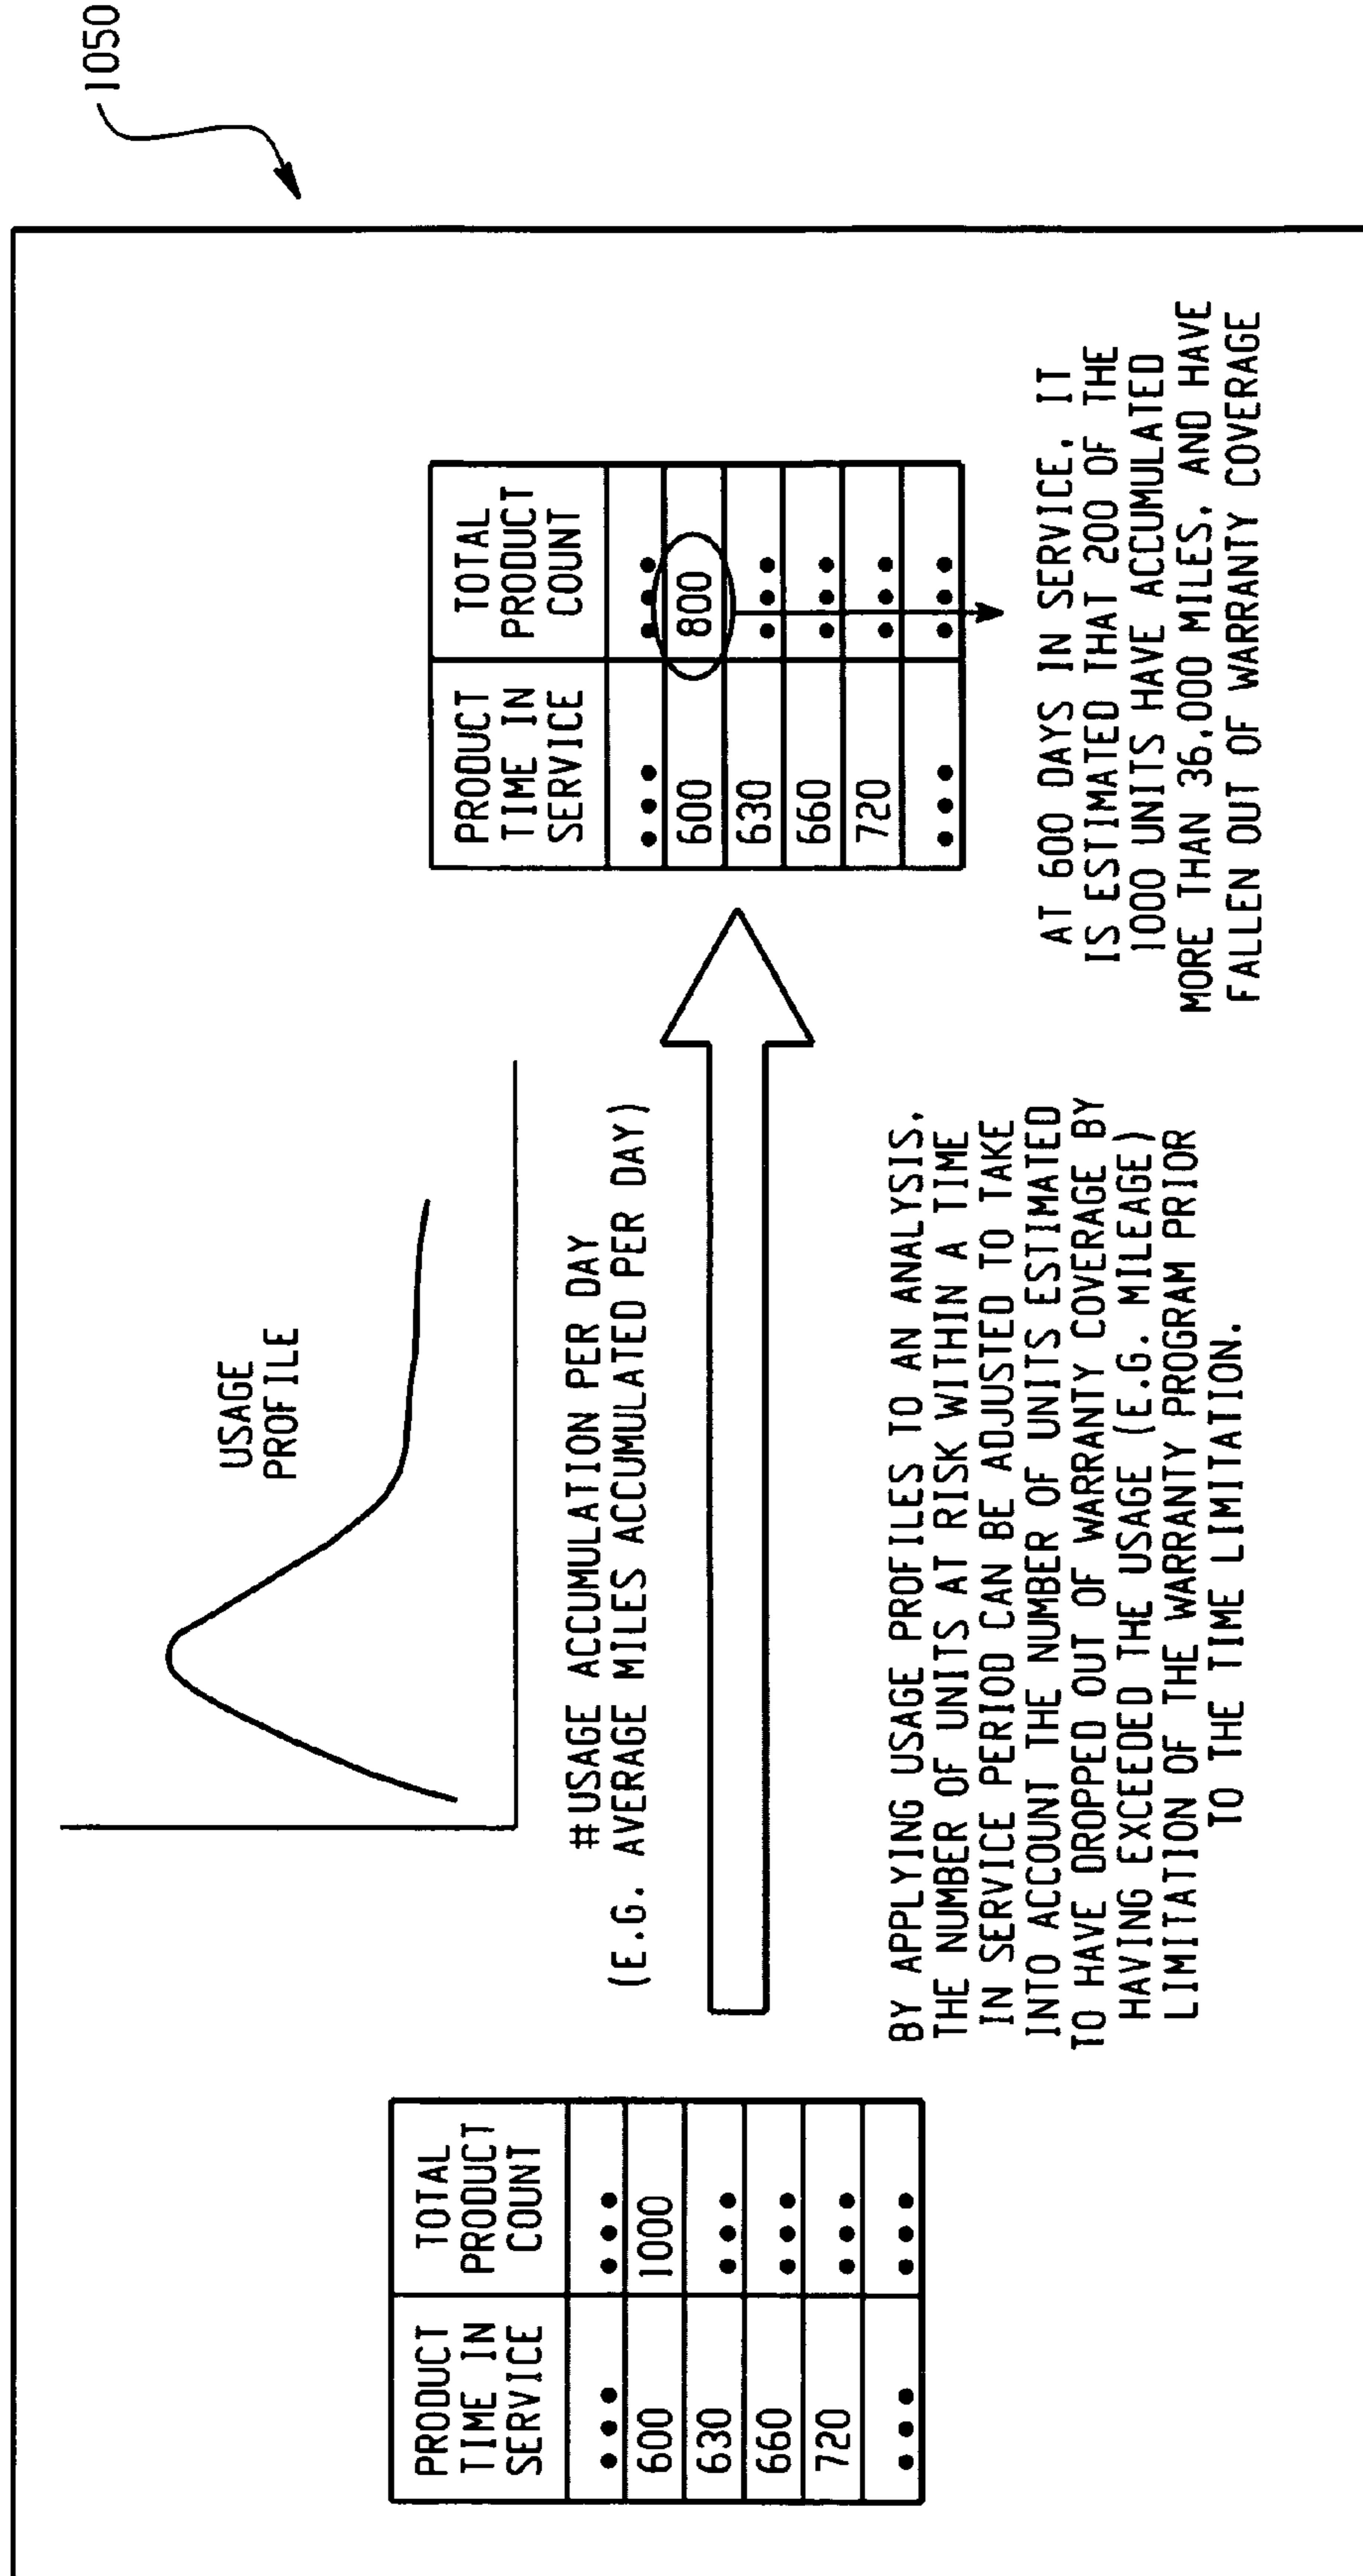 1050
USAGE
PROFILE
#USAGE ACCUMULATION PER DAY
(E.G. AVERAGE MILES ACCUMULATED PER DAY)
PRODUCT TIME IN SERVICE TOTAL PRODUCT COUNT
••• •••
600 1000
630 •••
660 •••
720 •••
••• •••
BY APPLYING USAGE PROFILES TO AN ANALYSIS,
THE NUMBER OF UNITS AT RISK WITHIN A TIME
IN SERVICE PERIOD CAN BE ADJUSTED TO TAKE
INTO ACCOUNT THE NUMBER OF UNITS ESTIMATED
TO HAVE DROPPED OUT OF WARRANTY COVERAGE BY
HAVING EXCEEDED THE USAGE (E.G. MILEAGE)
LIMITATION OF THE WARRANTY PROGRAM PRIOR
TO THE TIME LIMITATION.
PRODUCT TIME IN SERVICE TOTAL PRODUCT COUNT
••• •••
600 800
630 •••
660 •••
720 •••
••• •••
AT 600 DAYS IN SERVICE, IT
IS ESTIMATED THAT 200 OF THE
1000 UNITS HAVE ACCUMULATED
MORE THAN 36,000 MILES, AND HAVE
FALLEN OUT OF WARRANTY COVERAGE